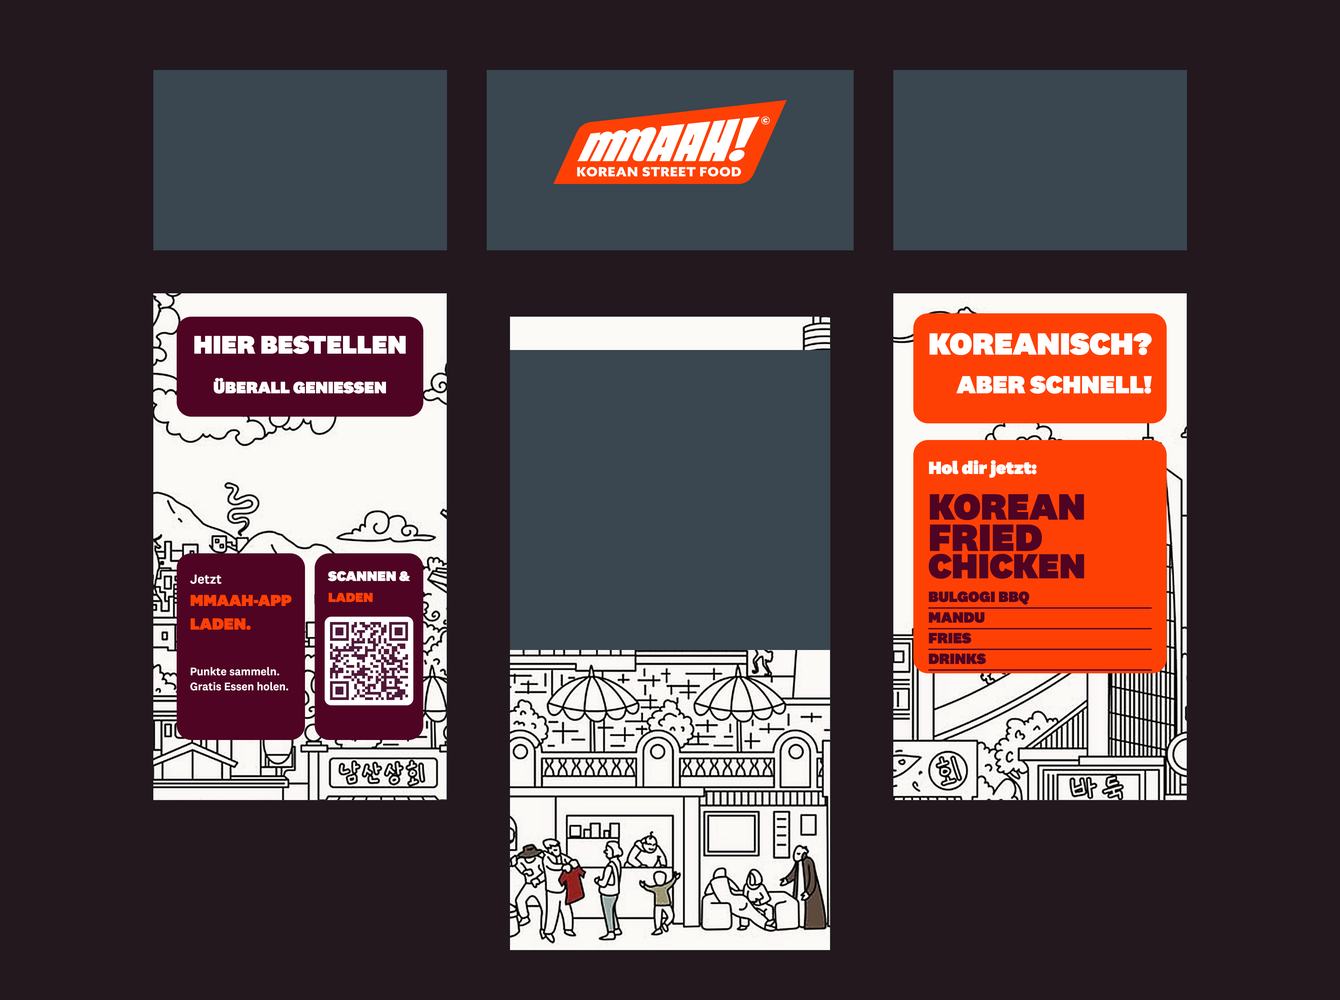 mmAAH! ©
KOREAN STREET FOOD
HIER BESTELLEN
ÜBERALL GENIESSEN
Jetzt
MMAAH-APP
LADEN.
Punkte sammeln.
Gratis Essen holen.
SCANNEN &
LADEN
남산상회
KOREANISCH?
ABER SCHNELL!
Hol dir jetzt:
KOREAN
FRIED
CHICKEN
BULGOGI BBQ
MANDU
FRIES
DRINKS
회
바둑